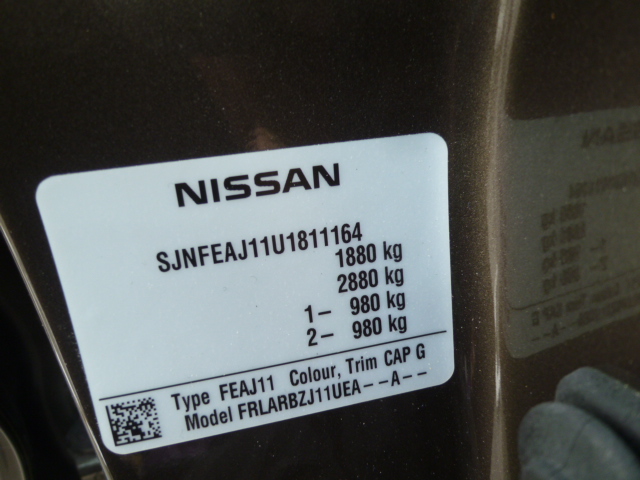 NISSAN
SJNFEAJ11U1811164
1880 kg
2880 kg
1– 980 kg
2– 980 kg
Type FEAJ11 Colour, Trim CAP G
Model FRLARBZJ11UEA––A––